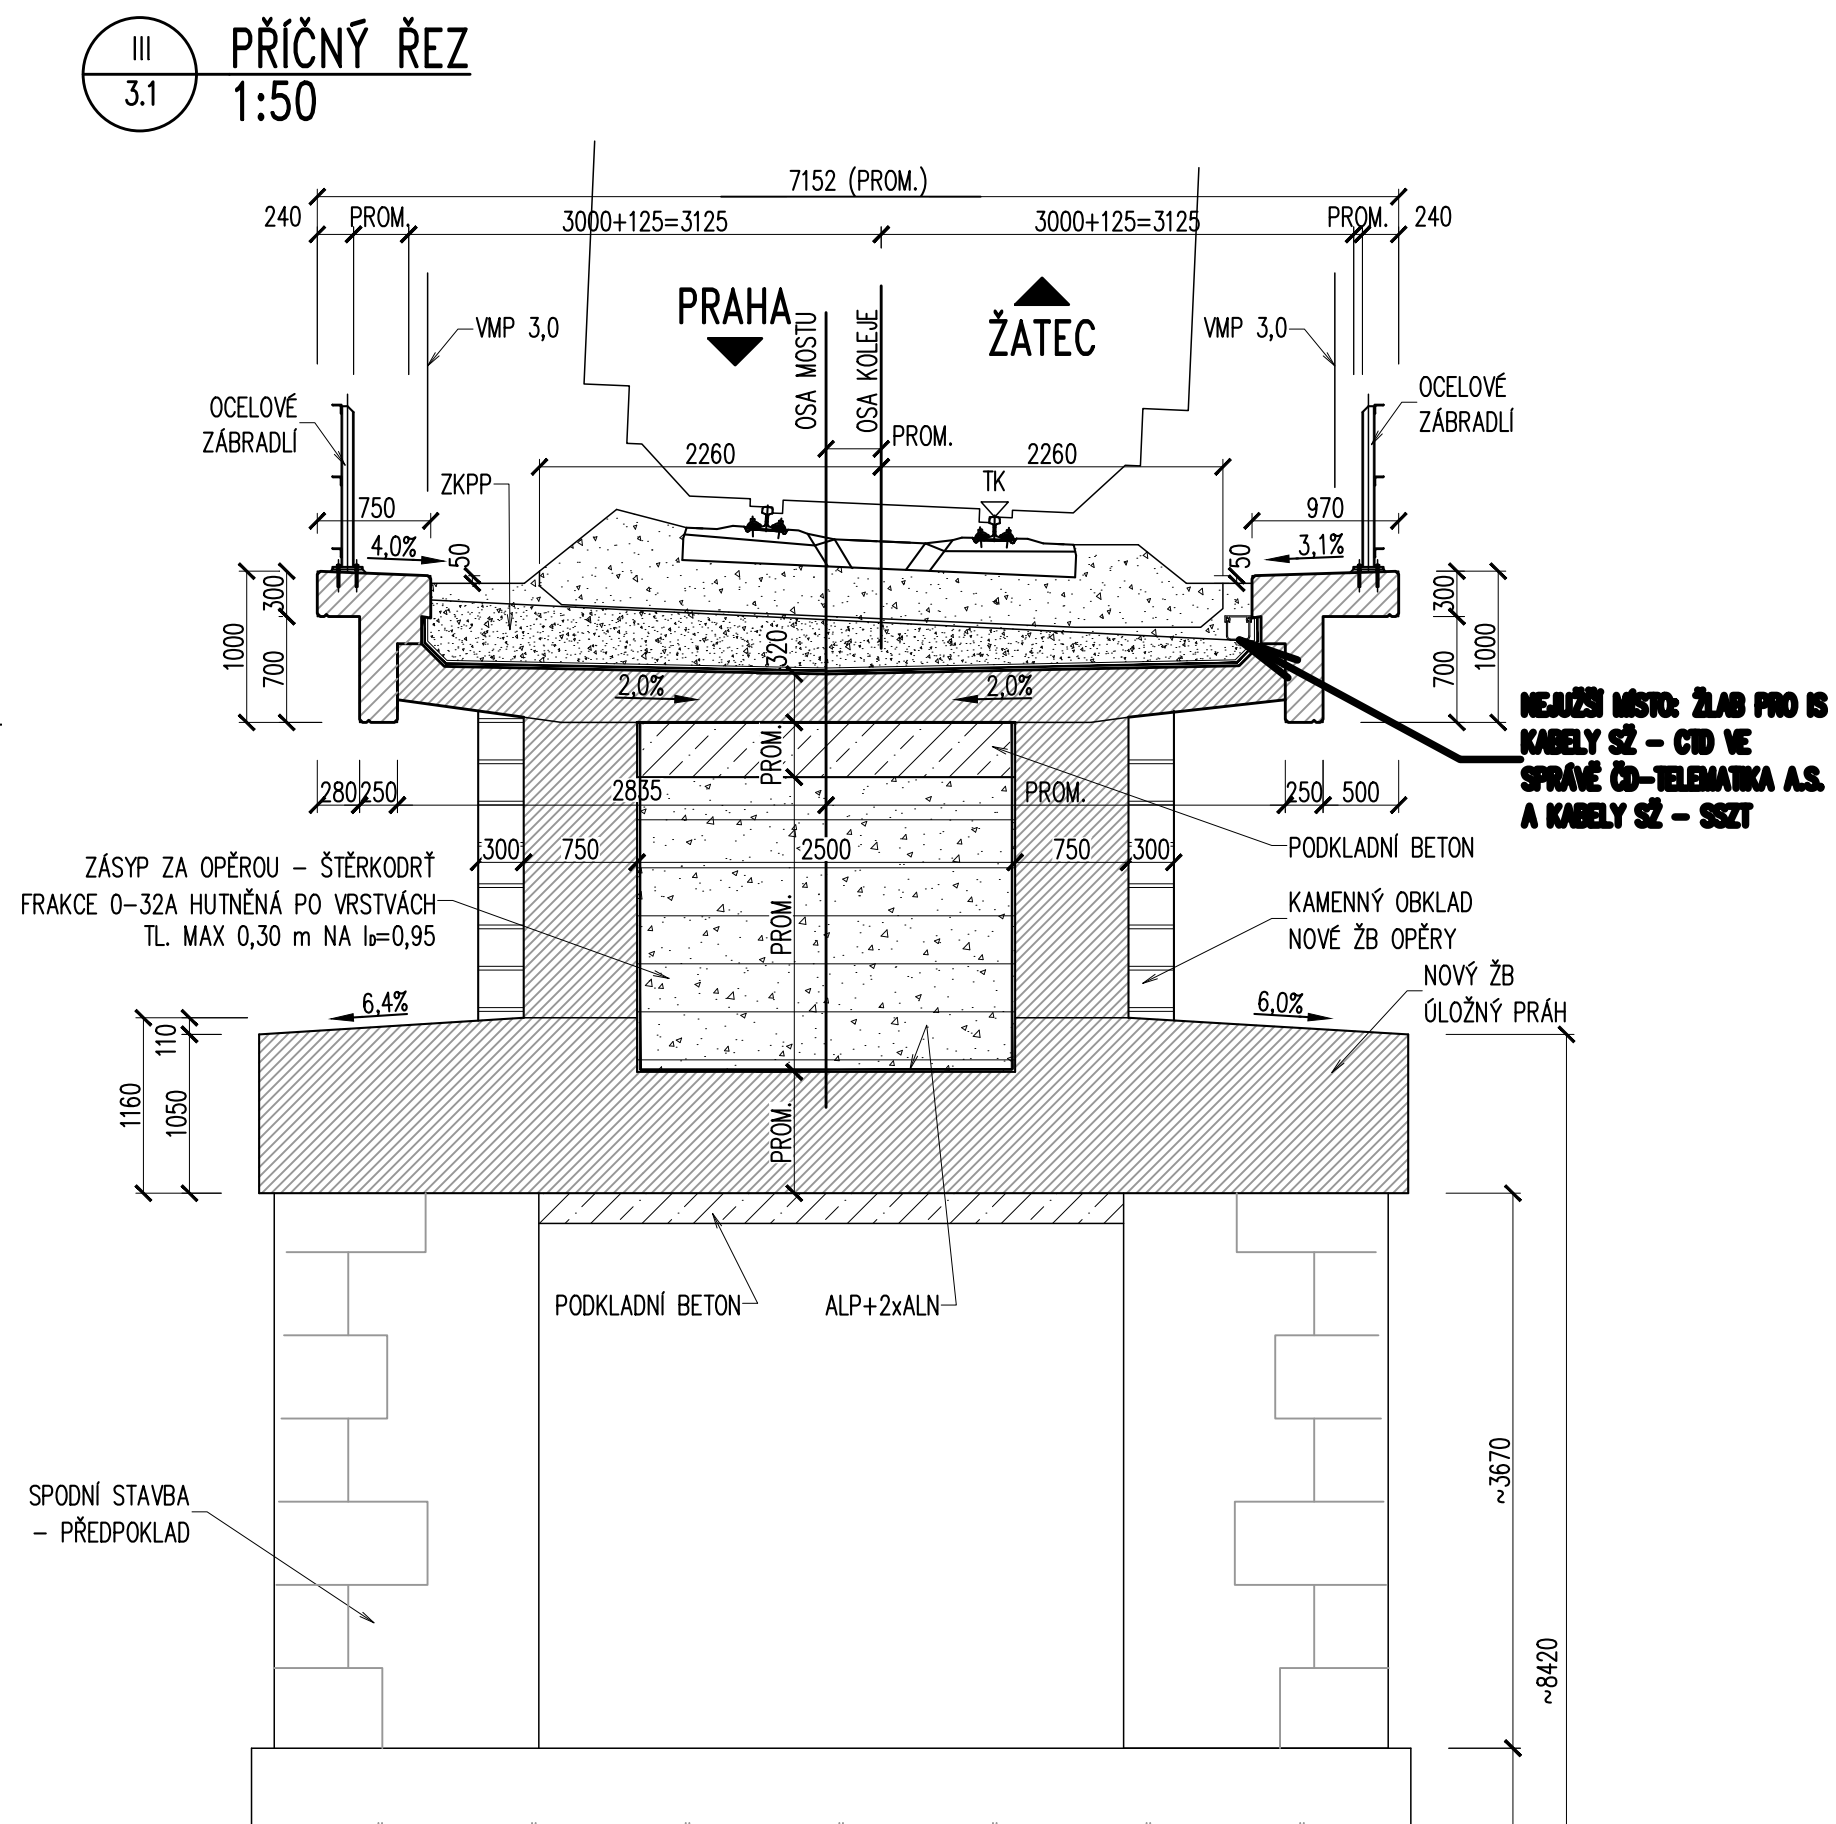 III
3.1
PŘÍČNÝ ŘEZ
1:50
7152 (PROM.)
240
PROM.
3000+125=3125
3000+125=3125
PROM.
240
PRAHA
ŽATEC
OSA MOSTU
OSA KOLEJE
VMP 3,0
VMP 3,0
OCELOVÉ
ZÁBRADLÍ
OCELOVÉ
ZÁBRADLÍ
PROM.
2260
2260
TK
ZKPP
750
970
4,0%
50
50
3,1%
300
1000
700
300
1000
700
320
2,0%
2,0%
NEJUŽŠÍ MÍSTO: ŽLAB PRO IS
KABELY SŽ – CTD VE
SPRÁVĚ ČD–TELEMATIKA A.S.
A KABELY SŽ – SSZT
PROM.
280
250
2835
PROM.
250
500
300
750
2500
750
300
PODKLADNÍ BETON
ZÁSYP ZA OPĚROU – ŠTĚRKODRŤ
FRAKCE 0–32A HUTNĚNÁ PO VRSTVÁCH
TL. MAX 0,30 m NA ID=0,95
PROM.
KAMENNÝ OBKLAD
NOVÉ ŽB OPĚRY
NOVÝ ŽB
ÚLOŽNÝ PRÁH
6,4%
6,0%
110
1160
1050
PROM.
PODKLADNÍ BETON
ALP+2xALN
~3670
SPODNÍ STAVBA
– PŘEDPOKLAD
~8420